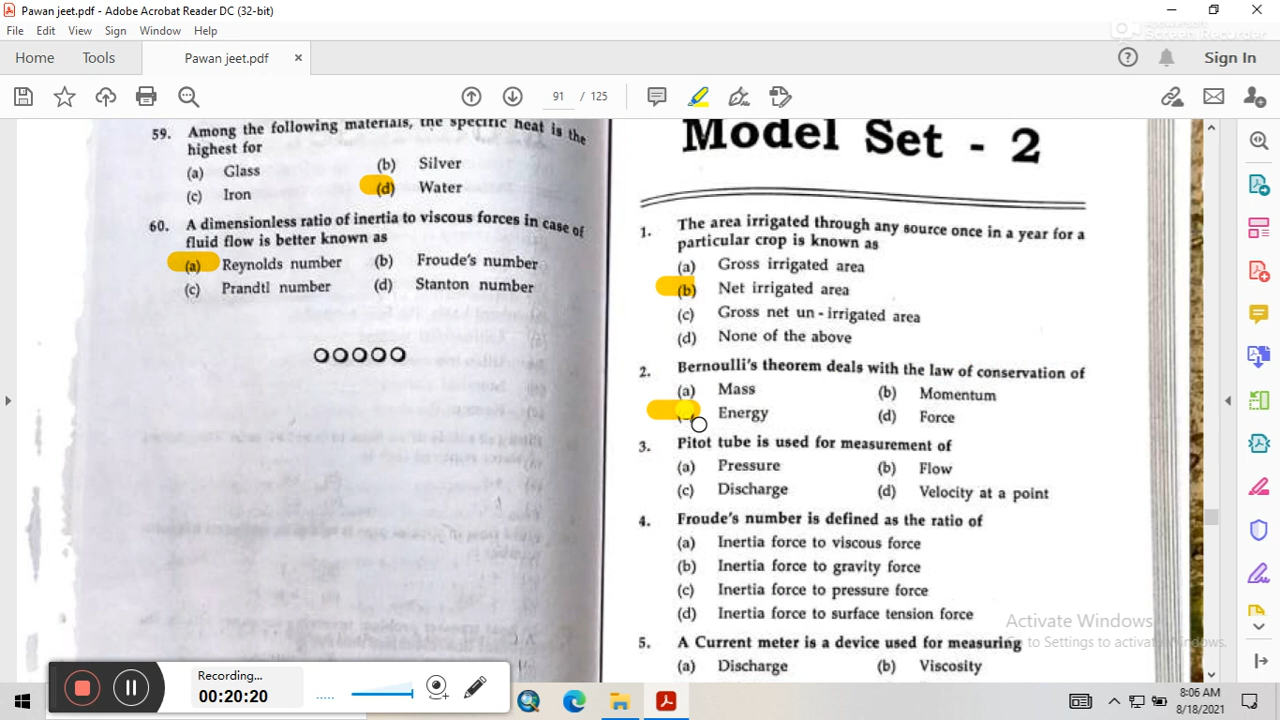 Pawan jeet.pdf - Adobe Acrobat Reader DC (32-bit)
File Edit View Sign Window Help
Home Tools Pawan jeet.pdf × Sign In
91 / 125
59. Among the following materials, the specific heat is the
highest for
(a) Glass (b) Silver
(c) Iron (d) Water
60. A dimensionless ratio of inertia to viscous forces in case of
fluid flow is better known as
(a) Reynolds number (b) Froude's number
(c) Prandtl number (d) Stanton number
Model Set - 2
1. The area irrigated through any source once in a year for a
particular crop is known as
(a) Gross irrigated area
(b) Net irrigated area
(c) Gross net un - irrigated area
(d) None of the above
2. Bernoulli's theorem deals with the law of conservation of
(a) Mass (b) Momentum
Energy (d) Force
3. Pitot tube is used for measurement of
(a) Pressure (b) Flow
(c) Discharge (d) Velocity at a point
4. Froude's number is defined as the ratio of
(a) Inertia force to viscous force
(b) Inertia force to gravity force
(c) Inertia force to pressure force
(d) Inertia force to surface tension force
5. A Current meter is a device used for measuring
(a) Discharge (b) Viscosity
Activate Windows
Go to Settings to activate Windows.
Recording...
00:20:20
8:06 AM
8/18/2021